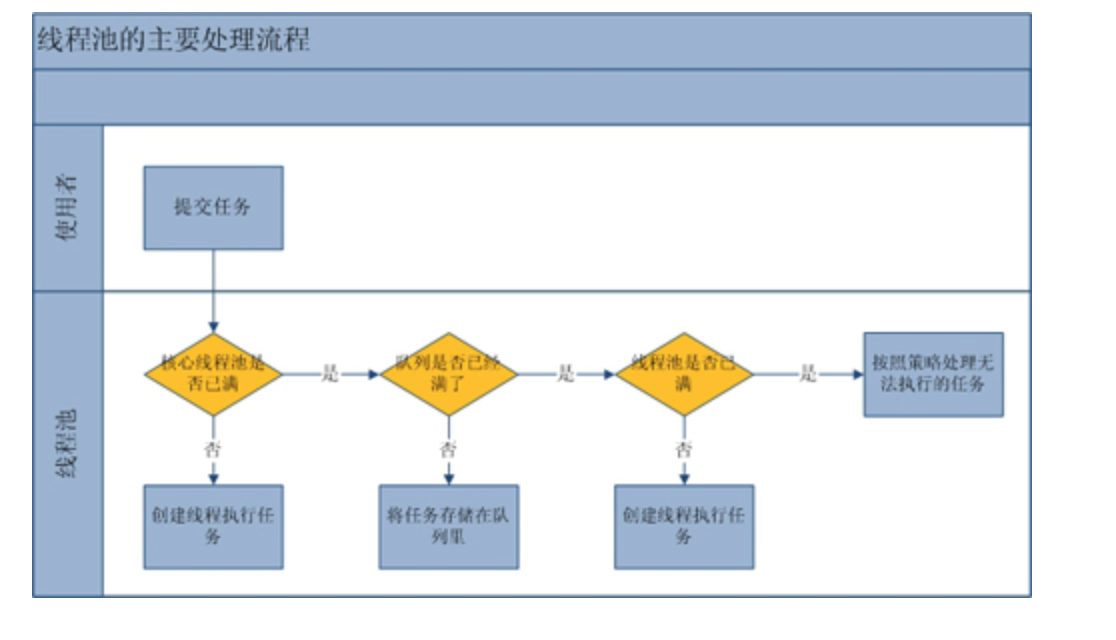 线程池的主要处理流程
使用者
提交任务
线程池
核心线程池是
否已满
是
队列是否已经
满了
是
线程池是否已
满
是
按照策略处理无
法执行的任务
否
否
否
创建线程执行任
务
将任务存储在队
列里
创建线程执行任
务